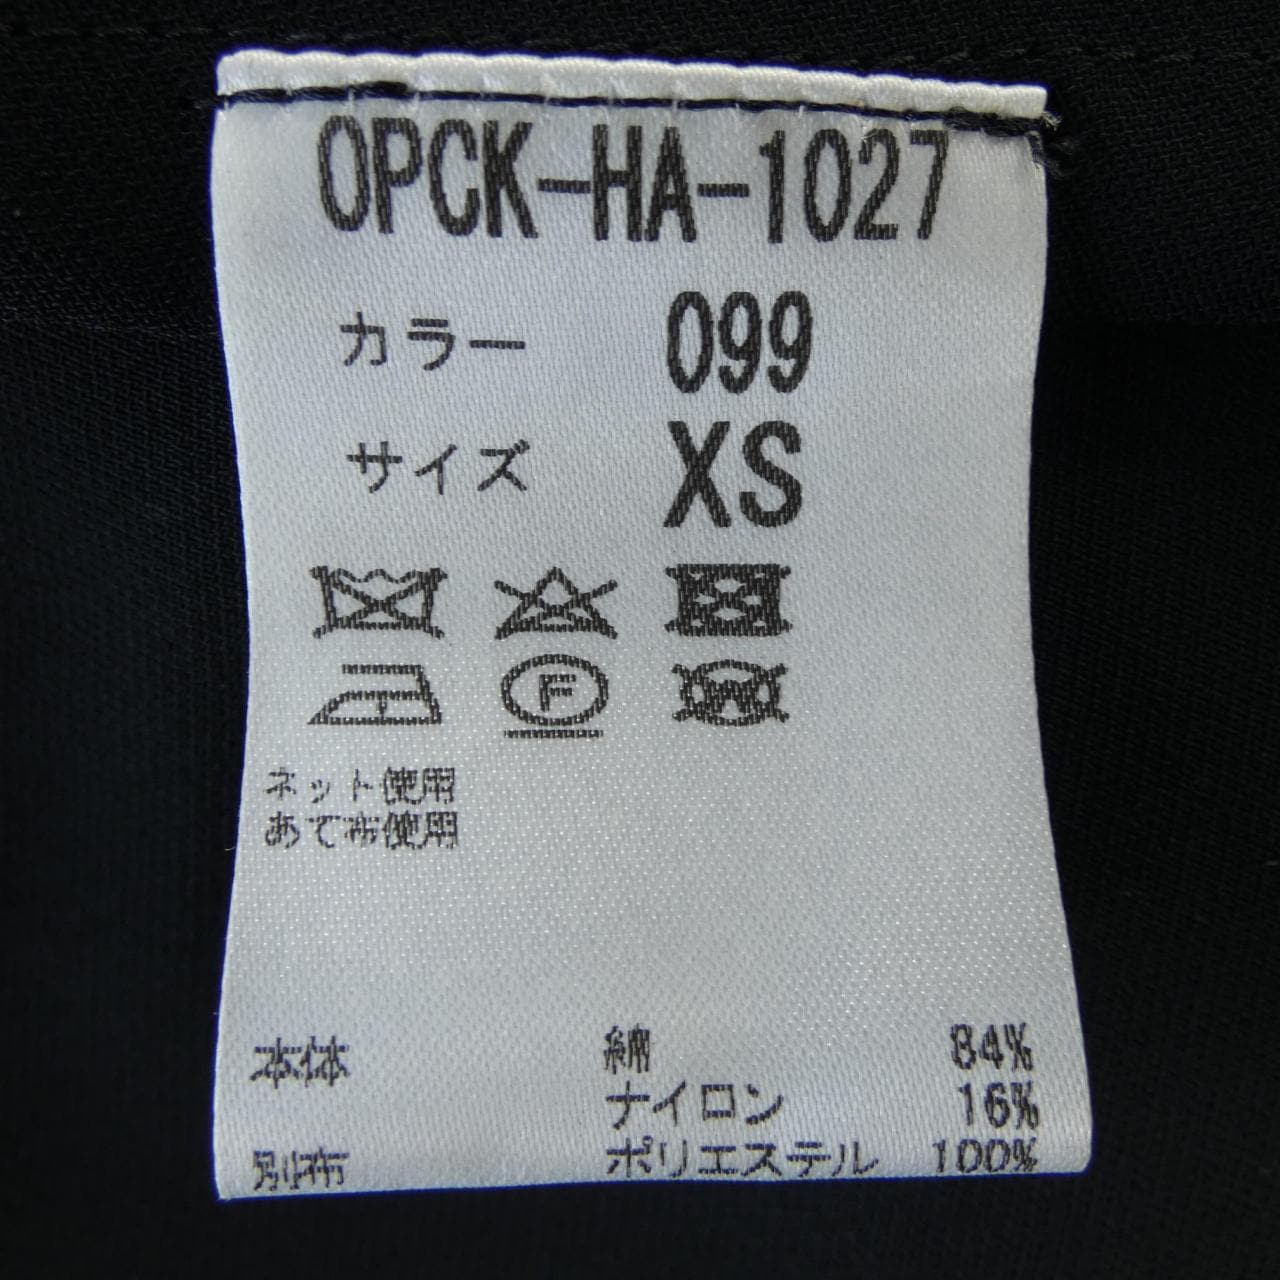 OPCK-HA-1027
カラー 099
サイズ XS
F
W
ネット使用
あて布使用
本体 綿 84%
ナイロン 16%
別布 ポリエステル 100%